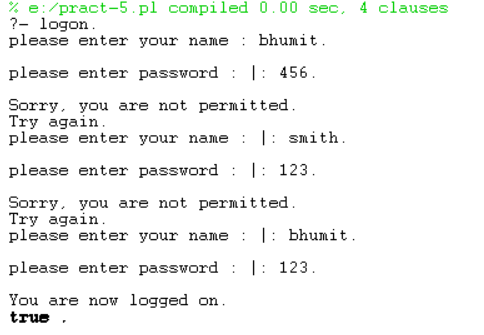 % e:/pract-5.pl compiled 0.00 sec, 4 clauses
?- logon.
please enter your name : bhumit.
please enter password : |: 456.
Sorry, you are not permitted.
Try again.
please enter your name : |: smith.
please enter password : |: 123.
Sorry, you are not permitted.
Try again.
please enter your name : |: bhumit.
please enter password : |: 123.
You are now logged on.
true .